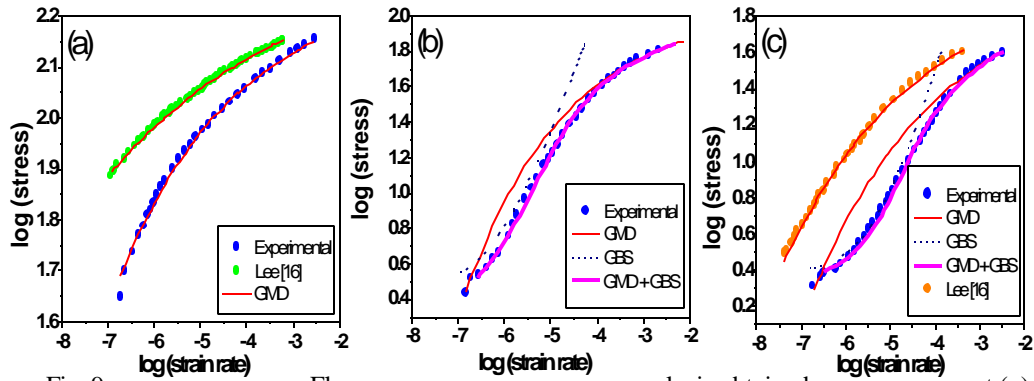 (a)
2.2
2.1
2.0
1.9
1.8
1.7
1.6
log (stress)
-8 -7 -6 -5 -4 -3 -2
log (strain rate)
Experimental
Lee [16]
GMD
(b)
2.0
1.8
1.6
1.4
1.2
1.0
0.8
0.6
0.4
log (stress)
-8 -7 -6 -5 -4 -3 -2
log (strain rate)
Experimental
GMD
GBS
GMD + GBS
(c)
1.8
1.6
1.4
1.2
1.0
0.8
0.6
0.4
0.2
log (stress)
-8 -7 -6 -5 -4 -3 -2
log (strain rate)
Experimental
GMD
GBS
GMD + GBS
Lee [16]